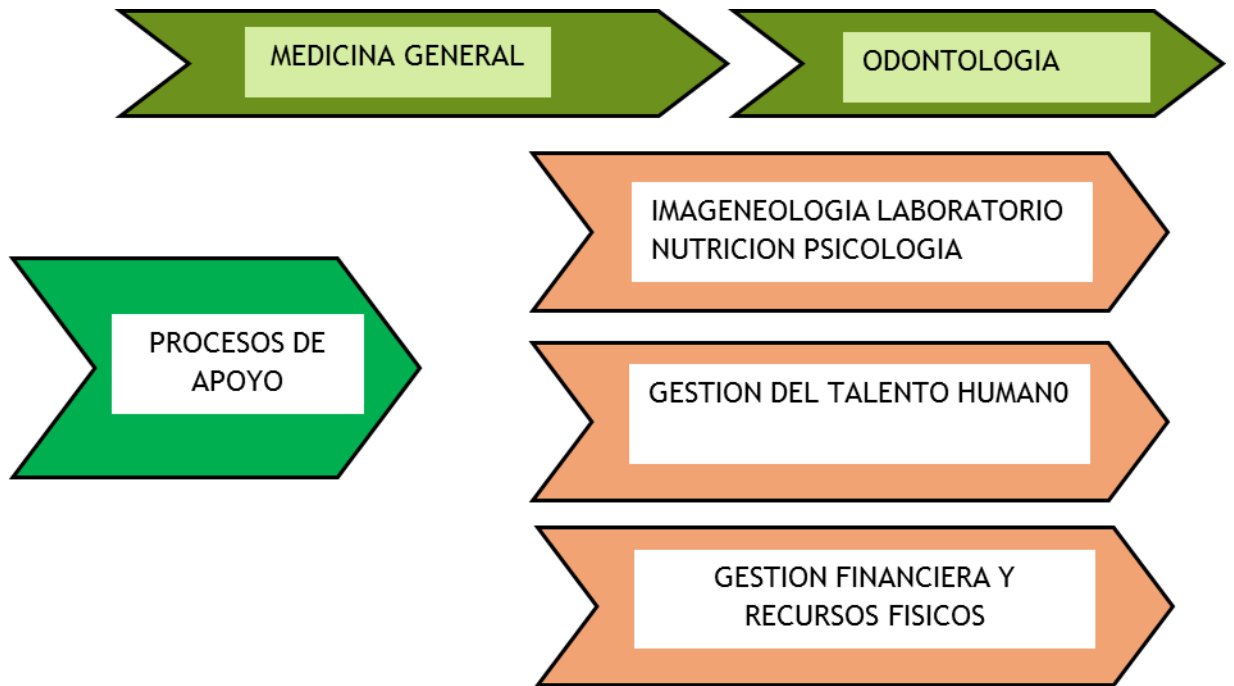 MEDICINA GENERAL
ODONTOLOGIA
IMAGENEOLOGIA LABORATORIO
NUTRICION PSICOLOGIA
PROCESOS DE
APOYO
GESTION DEL TALENTO HUMAN0
GESTION FINANCIERA Y
RECURSOS FISICOS